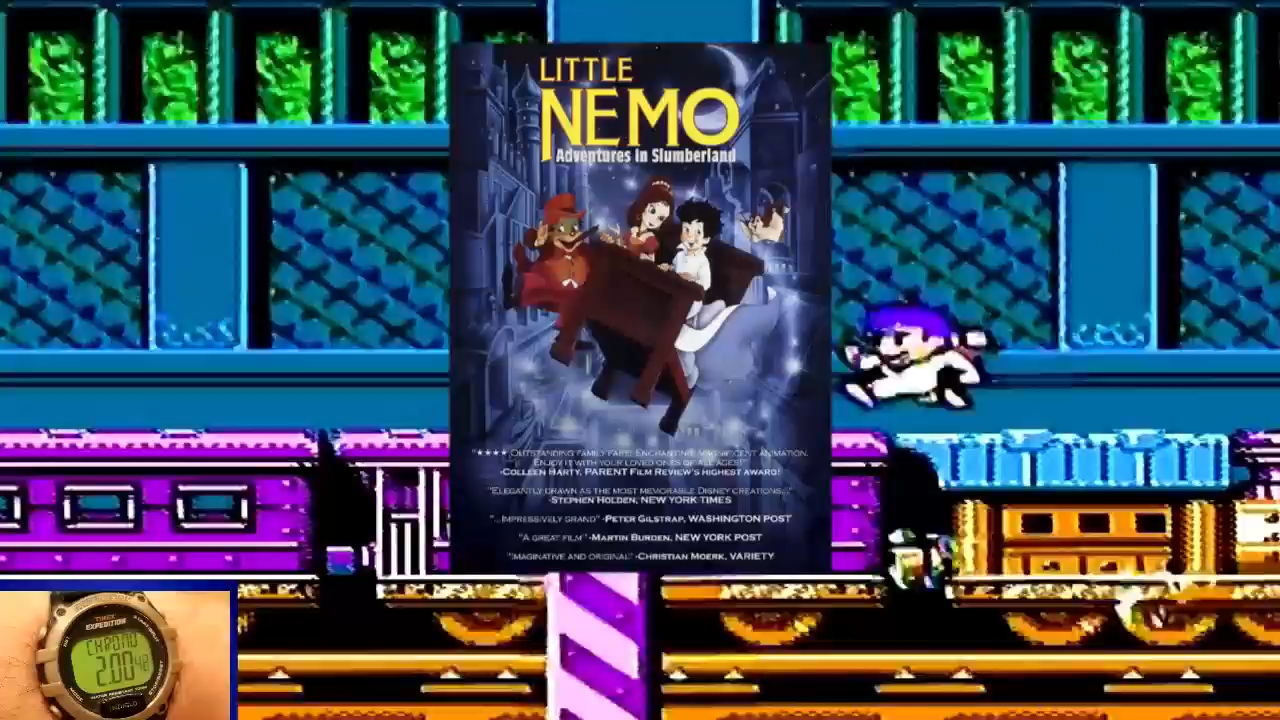 LITTLE
NEMO
Adventures in Slumberland
"★★★★ OUTSTANDING FAMILY FARE! ENCHANTING! MAGNIFICENT ANIMATION.
ENJOY IT WITH YOUR LOVED ONES OF ALL AGES!"
-COLLEEN HARTY, PARENT FILM REVIEW'S HIGHEST AWARD!
"ELEGANTLY DRAWN AS THE MOST MEMORABLE DISNEY CREATIONS..."
-STEPHEN HOLDEN, NEW YORK TIMES
"...IMPRESSIVELY GRAND" -PETER GILSTRAP, WASHINGTON POST
"A GREAT FILM" -MARTIN BURDEN, NEW YORK POST
"IMAGINATIVE AND ORIGINAL" -CHRISTIAN MOERK, VARIETY
TIMEX
EXPEDITION
CHRONO
2.00 48
INDIGLO